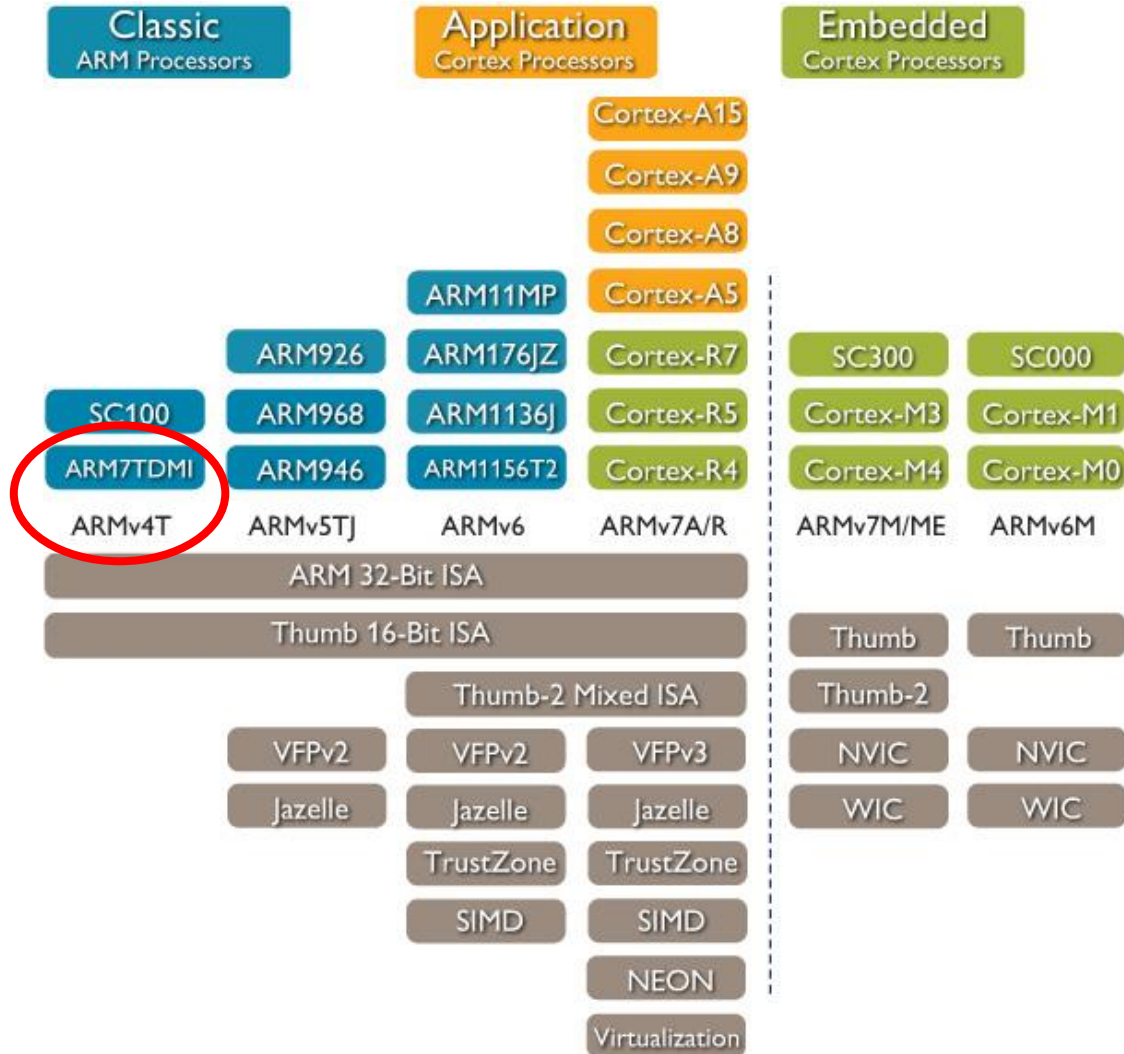 Classic
ARM Processors
Application
Cortex Processors
Embedded
Cortex Processors
Cortex-A15
Cortex-A9
Cortex-A8
ARM11MP
Cortex-A5
ARM926
ARM176JZ
Cortex-R7
SC300
SC000
SC100
ARM968
ARM1136J
Cortex-R5
Cortex-M3
Cortex-M1
ARM7TDMI
ARM946
ARM1156T2
Cortex-R4
Cortex-M4
Cortex-M0
ARMv4T
ARMv5TJ
ARMv6
ARMv7A/R
ARMv7M/ME
ARMv6M
ARM 32-Bit ISA
Thumb 16-Bit ISA
Thumb
Thumb
Thumb-2 Mixed ISA
Thumb-2
VFPv2
VFPv2
VFPv3
NVIC
NVIC
Jazelle
Jazelle
Jazelle
WIC
WIC
TrustZone
TrustZone
SIMD
SIMD
NEON
Virtualization